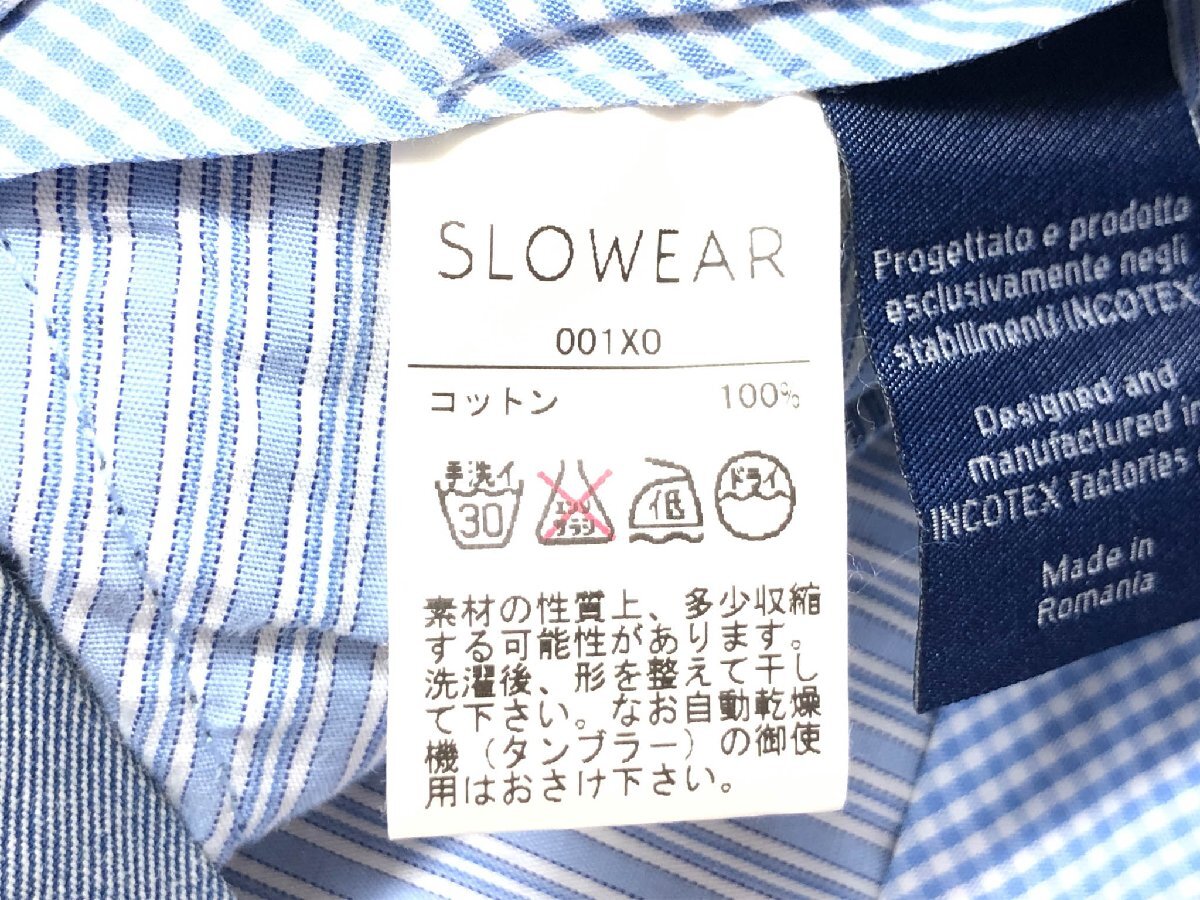 SLOWEAR
001X0
コットン 100%
手洗イ
30
エンソ
サラシ
低
ドライ
素材の性質上、多少収縮
する可能性があります。
洗濯後、形を整えて干し
て下さい。なお自動乾燥
機（タンブラー）の御使
用はおさけ下さい。
Progettato e prodotto
esclusivamente negli
stabilimenti INCOTEX
Designed and
manufactured in
INCOTEX factories
Made in
Romania